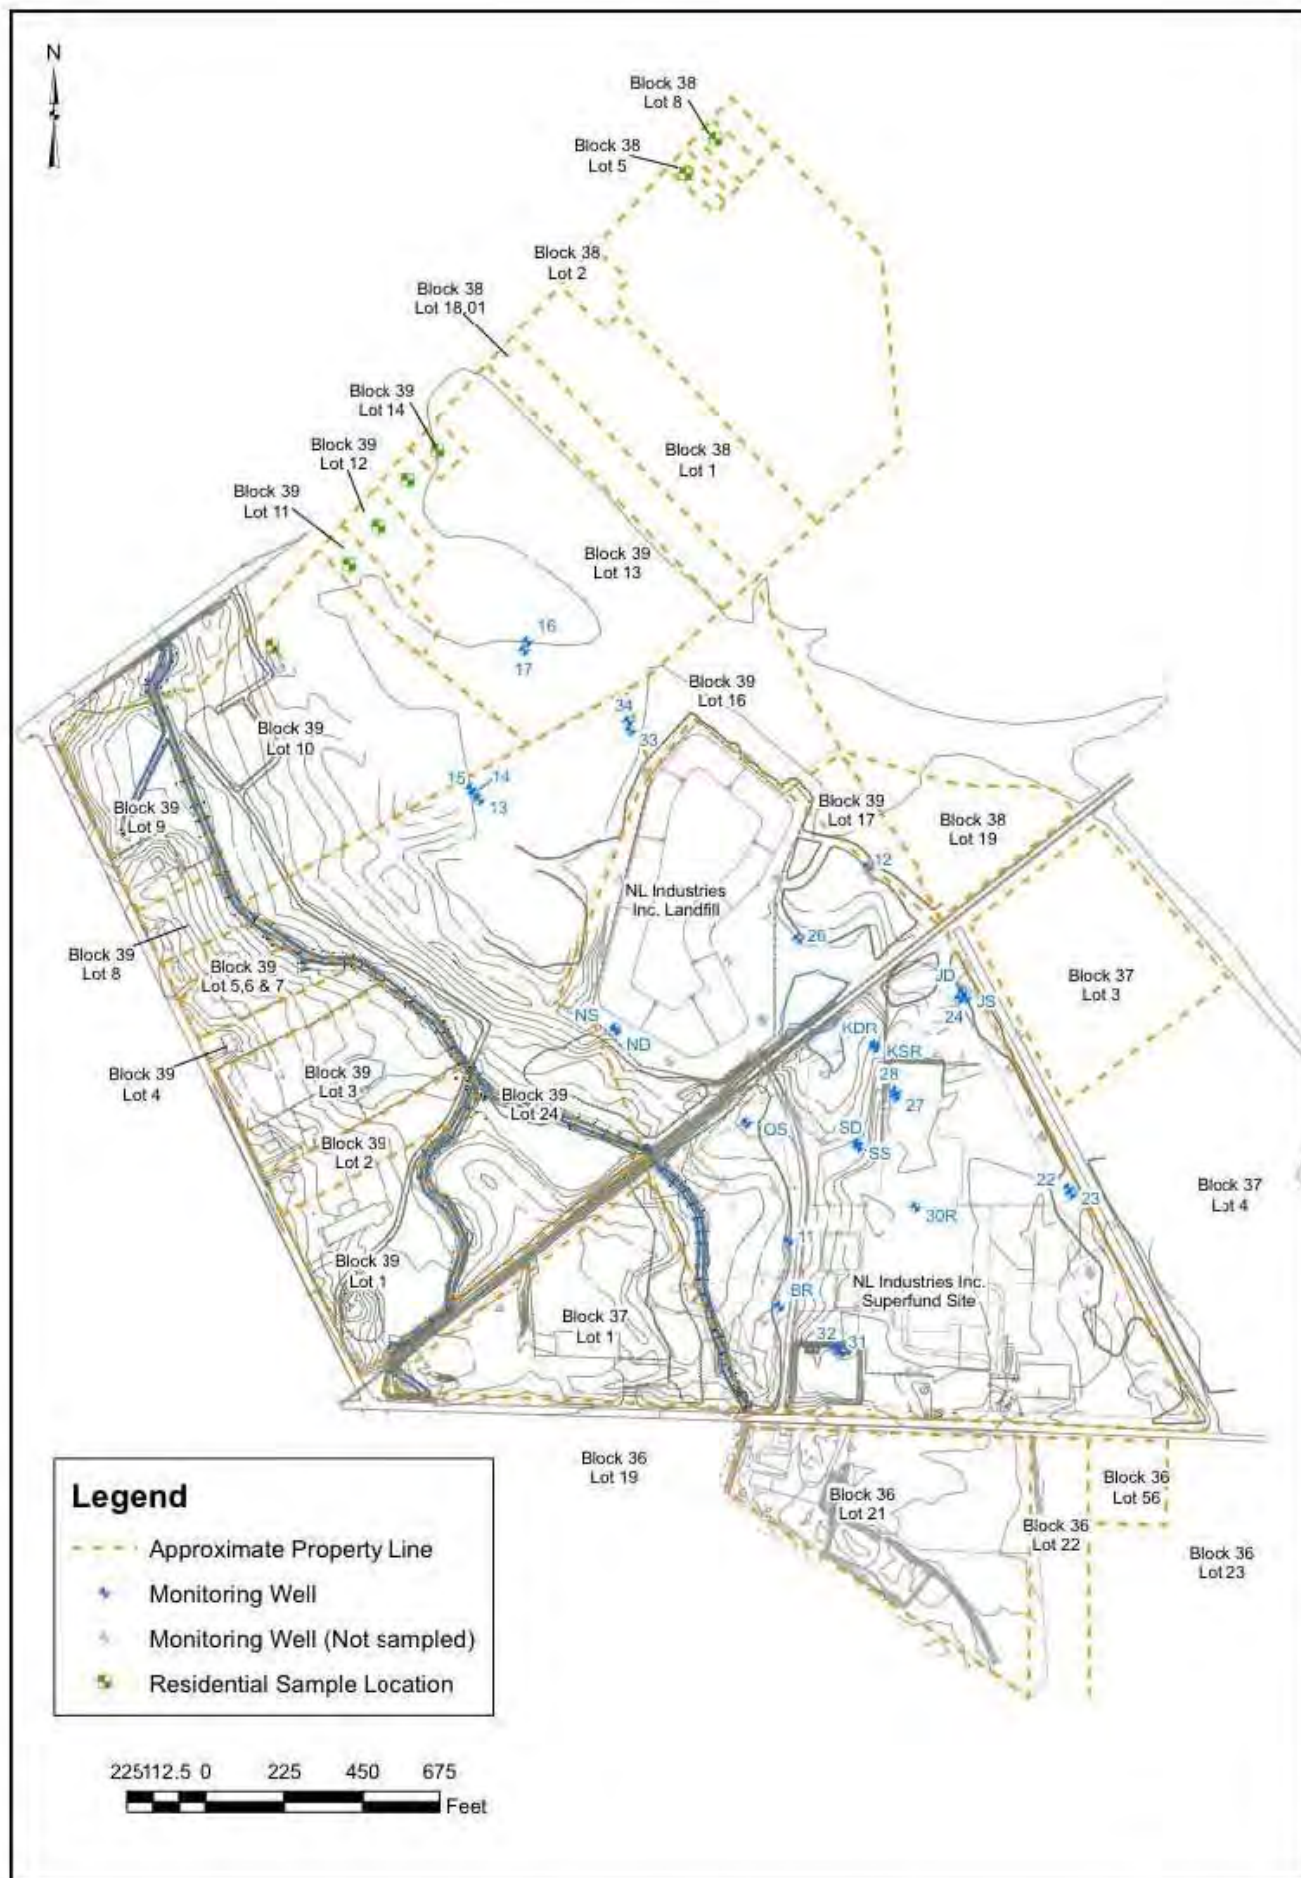 N
Block 38
Lot 8
Block 38
Lot 5
Block 38
Lot 2
Block 38
Lot 18.01
Block 39
Lot 14
Block 39
Lot 12
Block 38
Lot 1
Block 39
Lot 11
Block 39
Lot 13
16
17
Block 39
Lot 16
34
33
Block 39
Lot 10
15
14
13
Block 39
Lot 9
Block 39
Lot 17
Block 38
Lot 19
12
NL Industries
Inc. Landfill
26
Block 39
Lot 8
Block 39
Lot 5,6 & 7
Block 37
Lot 3
JD
JS
24
NS
ND
KDR
KSR
Block 39
Lot 4
Block 39
Lot 3
28
27
Block 39
Lot 24
OS
SD
SS
Block 39
Lot 2
22
23
Block 37
Lot 4
30R
11
Block 39
Lot 1
NL Industries Inc.
Superfund Site
BR
Block 37
Lot 1
32
31
Block 36
Lot 19
Block 36
Lot 21
Block 36
Lot 56
Block 36
Lot 22
Block 36
Lot 23
Legend
Approximate Property Line
Monitoring Well
Monitoring Well (Not sampled)
Residential Sample Location
225112.5 0 225 450 675
Feet